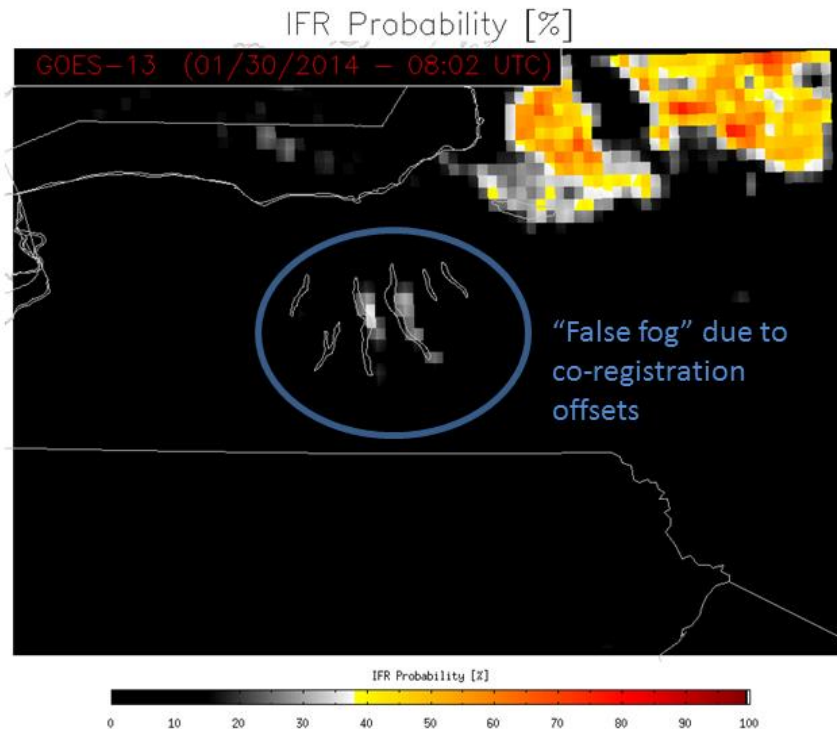 IFR Probability [%]
GOES-13 (01/30/2014 - 08:02 UTC)
"False fog" due to
co-registration
offsets
IFR Probability [%]
0 10 20 30 40 50 60 70 80 90 100